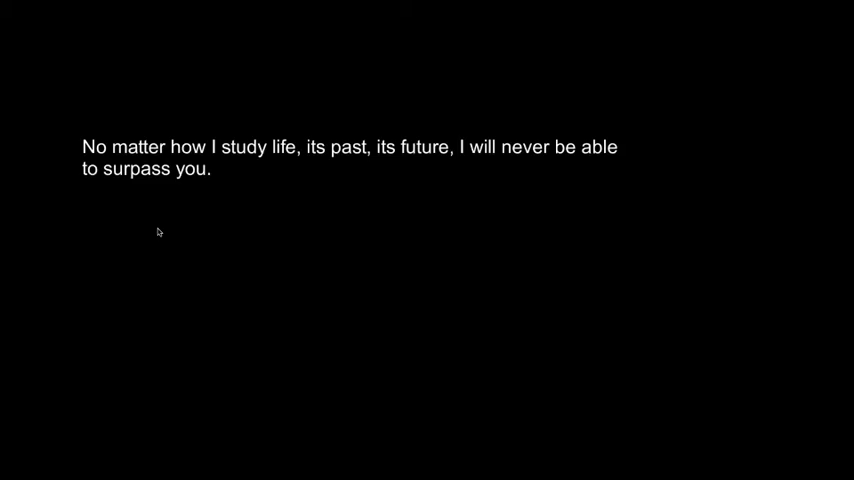 No matter how I study life, its past, its future, I will never be able
to surpass you.